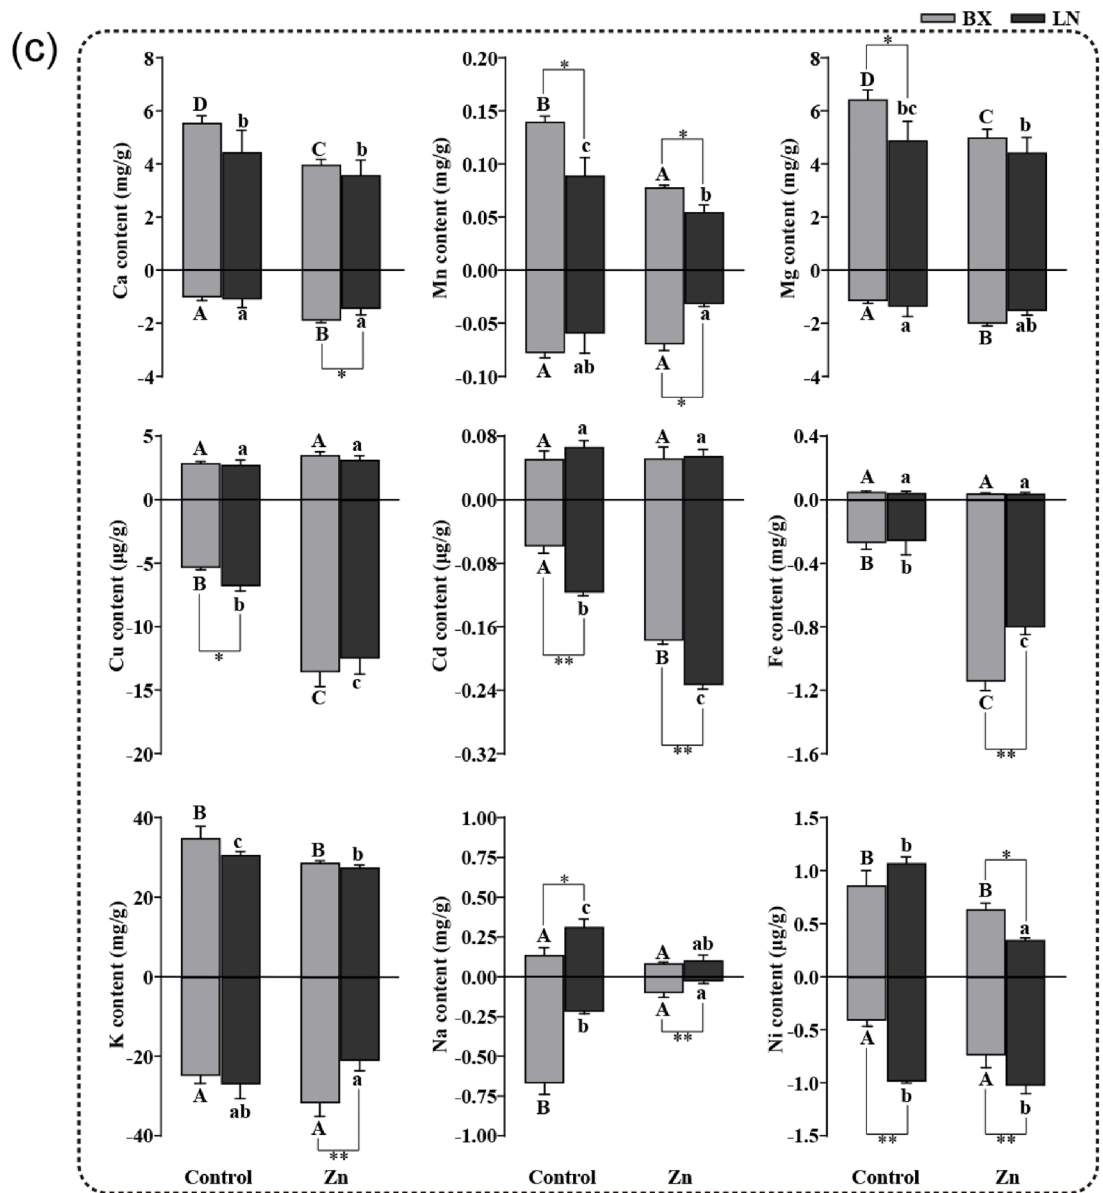 BX LN
(c)
Ca content (mg/g)
8
6
4
2
0
-2
-4
D b C b
A a B a
*
Mn content (mg/g)
0.20
0.15
0.10
0.05
0.00
-0.05
-0.10
* *
B c A b
A ab A a
*
Mg content (mg/g)
8
6
4
2
0
-2
-4
*
D bc C b
A a B ab
Cu content (μg/g)
5
0
-5
-10
-15
-20
A a A a
B b C c
*
Cd content (μg/g)
0.08
0.00
-0.08
-0.16
-0.24
-0.32
A a A a
A b B c
** **
Fe content (mg/g)
0.4
0.0
-0.4
-0.8
-1.2
-1.6
A a A a
B b C c
**
K content (mg/g)
40
20
0
-20
-40
B c B b
A ab A a
**
Control Zn
Na content (mg/g)
1.00
0.75
0.50
0.25
0.00
-0.25
-0.50
-0.75
-1.00
*
A c A ab
B b A a
**
Control Zn
Ni content (μg/g)
1.5
1.0
0.5
0.0
-0.5
-1.0
-1.5
*
B b B a
A b A b
** **
Control Zn